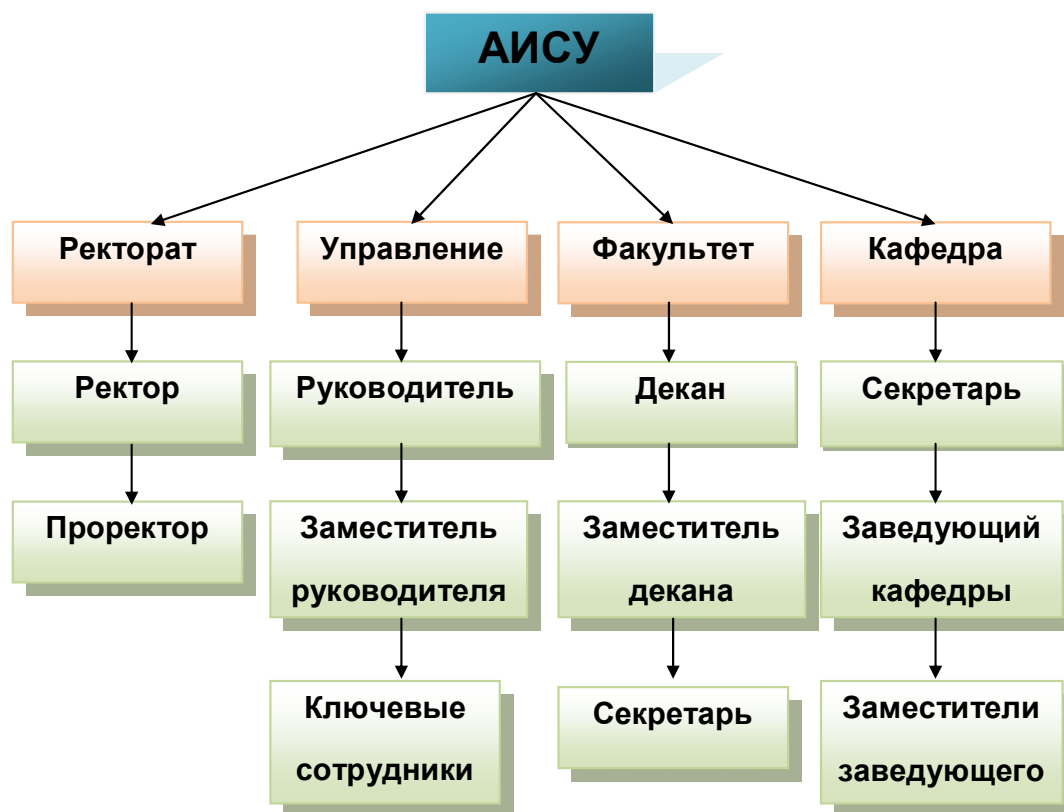 АИСУ
Ректорат
Управление
Факультет
Кафедра
Ректор
Руководитель
Декан
Секретарь
Проректор
Заместитель
руководителя
Заместитель
декана
Заведующий
кафедры
Ключевые
сотрудники
Секретарь
Заместители
заведующего